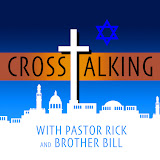 CROSSTALKING
WITH PASTOR RICK
AND BROTHER BILL